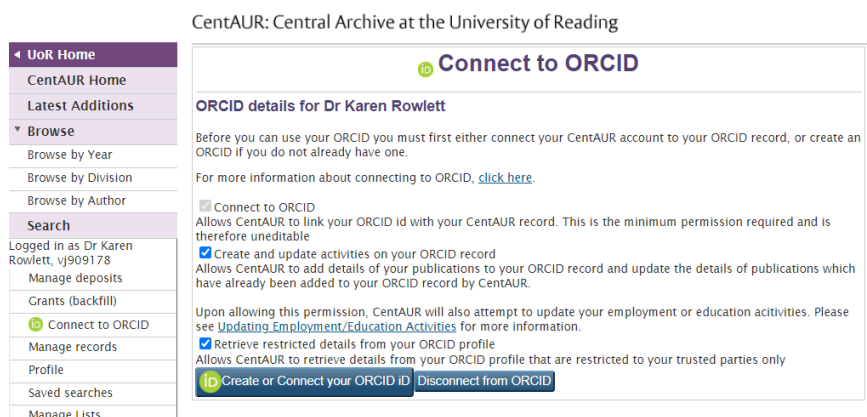 CentAUR: Central Archive at the University of Reading
UoR Home
CentAUR Home
Latest Additions
Browse
Browse by Year
Browse by Division
Browse by Author
Search
Logged in as Dr Karen
Rowlett, vj909178
Manage deposits
Grants (backfill)
iD Connect to ORCID
Manage records
Profile
Saved searches
Manage Lists
iD Connect to ORCID
ORCID details for Dr Karen Rowlett
Before you can use your ORCID you must first either connect your CentAUR account to your ORCID record, or create an
ORCID if you do not already have one.
For more information about connecting to ORCID, click here.
Connect to ORCID
Allows CentAUR to link your ORCID id with your CentAUR record. This is the minimum permission required and is
therefore uneditable
Create and update activities on your ORCID record
Allows CentAUR to add details of your publications to your ORCID record and update the details of publications which
have already been added to your ORCID record by CentAUR.
Upon allowing this permission, CentAUR will also attempt to update your employment or education acitivities. Please
see Updating Employment/Education Activities for more information.
Retrieve restricted details from your ORCID profile
Allows CentAUR to retrieve details from your ORCID profile that are restricted to your trusted parties only
iD Create or Connect your ORCID iD Disconnect from ORCID